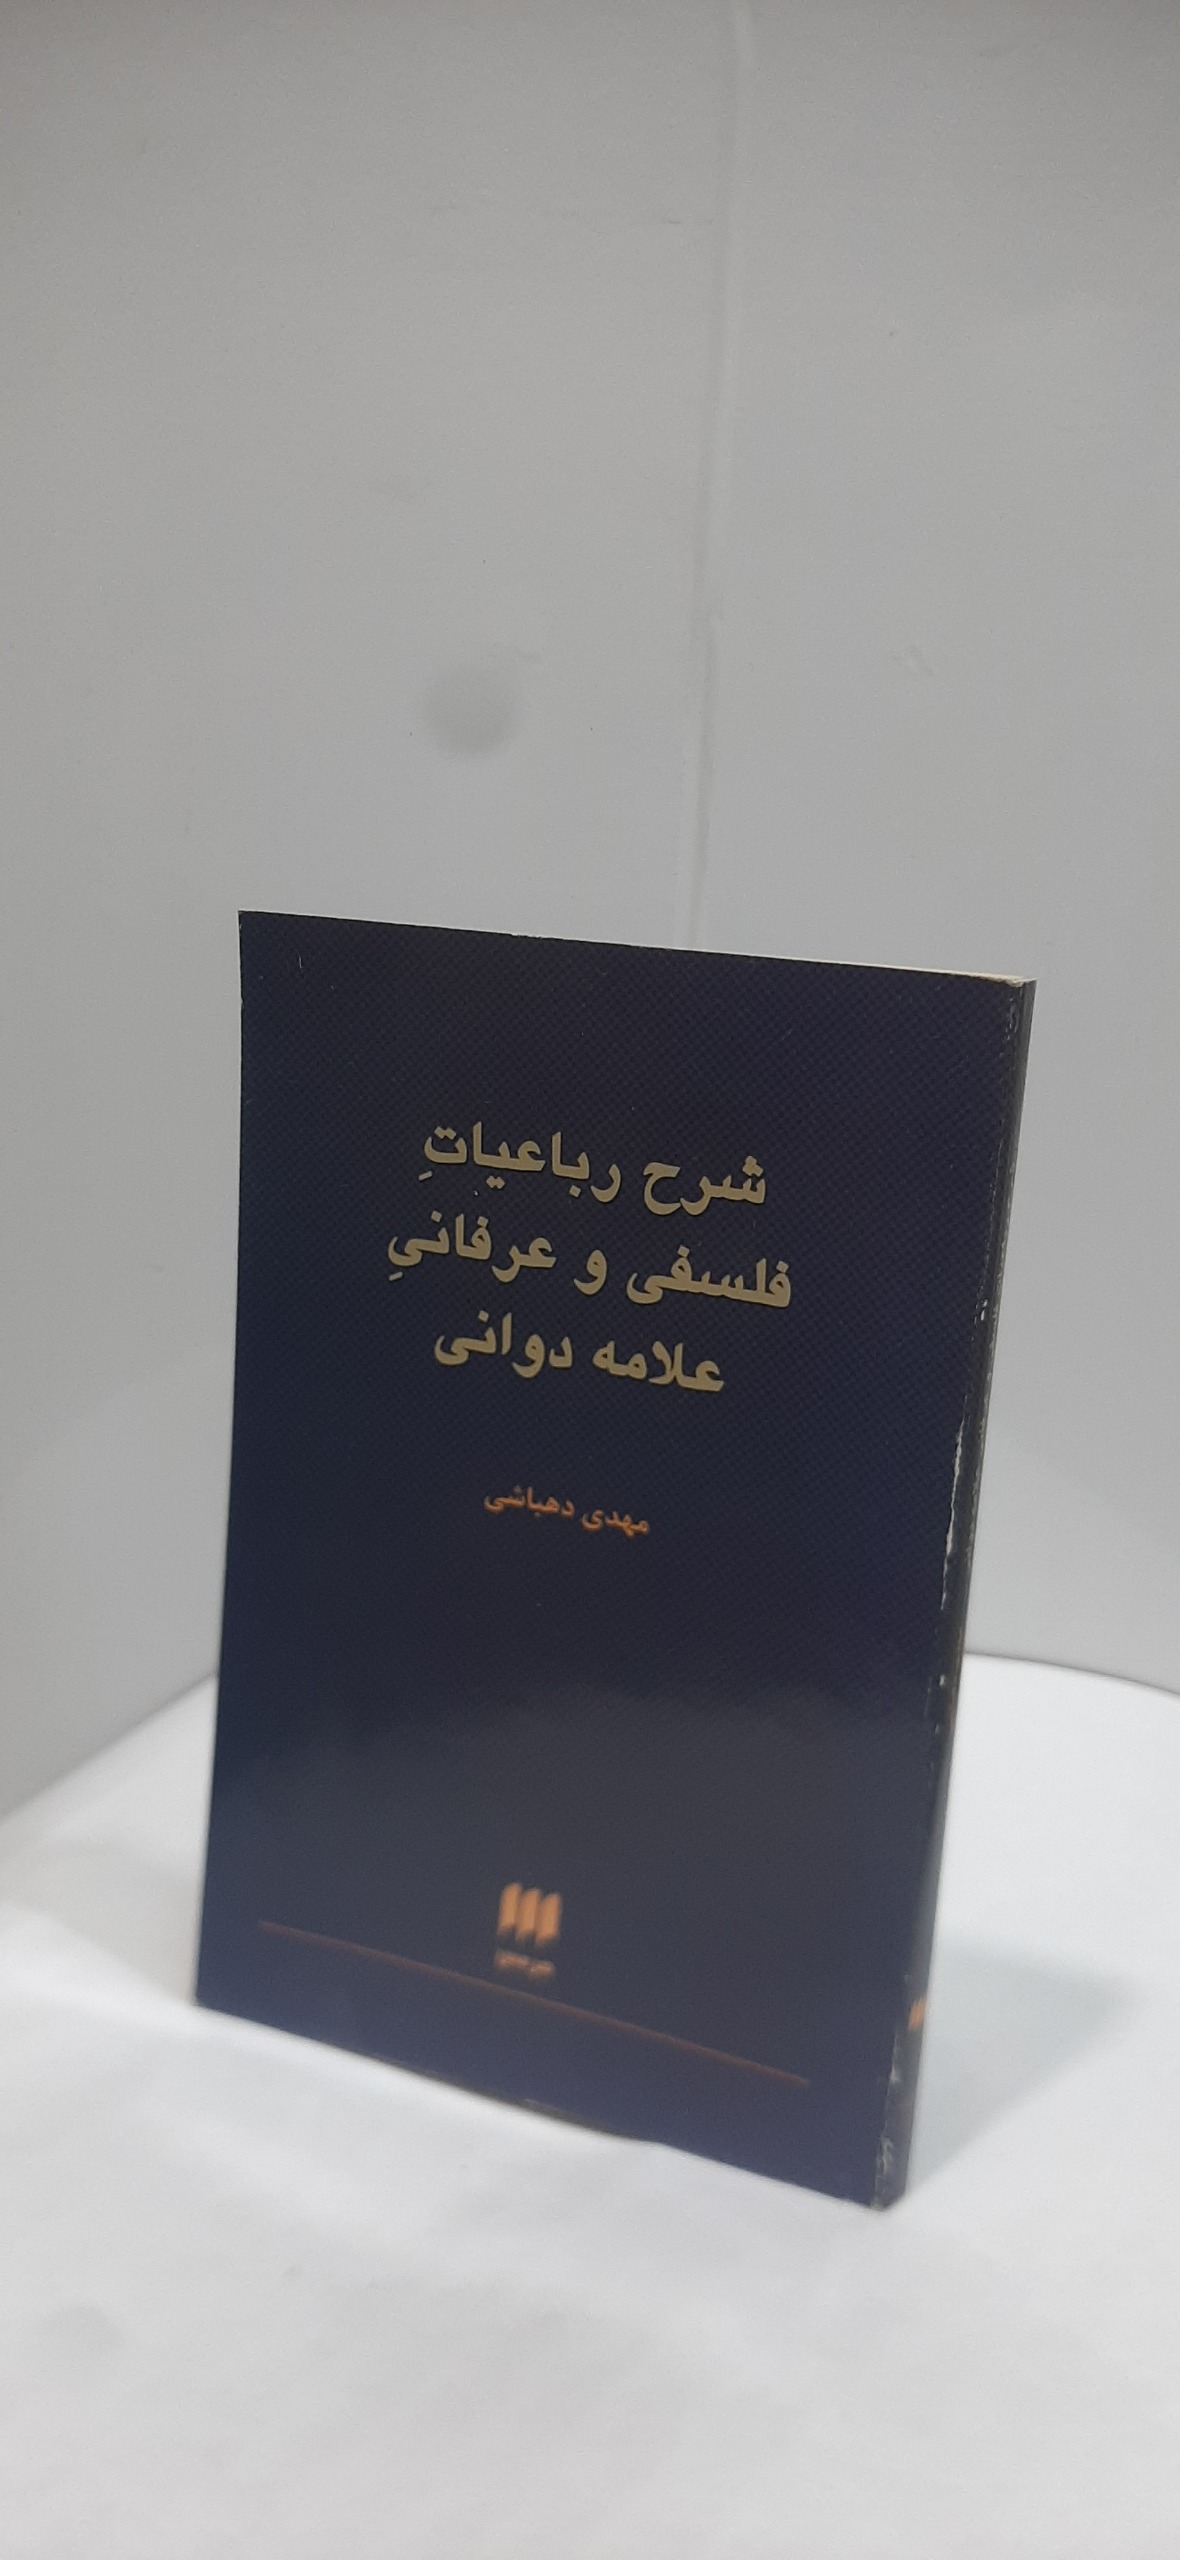 شرح رباعیاتِ
فلسفی و عرفانیِ
علامه دوانی
مهدی دهباشی